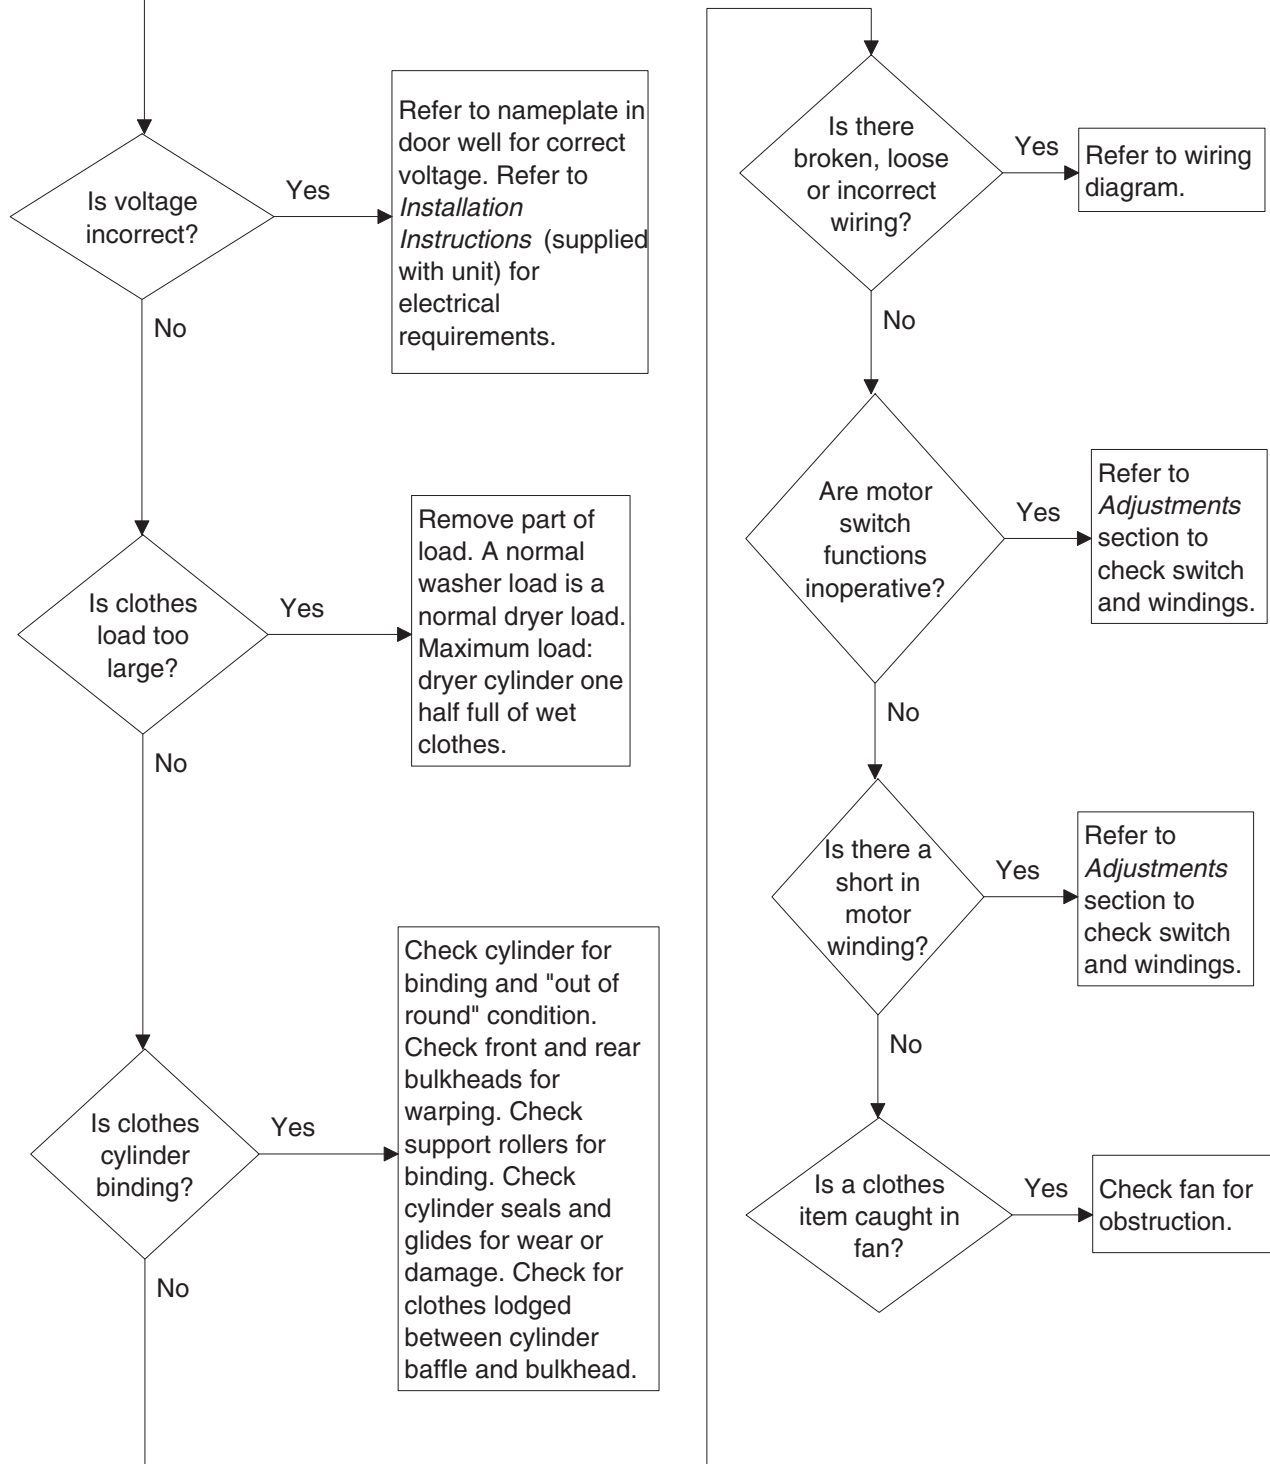 Is voltage
incorrect?
Yes
Refer to nameplate in
door well for correct
voltage. Refer to
Installation
Instructions (supplied
with unit) for
electrical
requirements.
No
Is clothes
load too
large?
Yes
Remove part of
load. A normal
washer load is a
normal dryer load.
Maximum load:
dryer cylinder one
half full of wet
clothes.
No
Is clothes
cylinder
binding?
Yes
Check cylinder for
binding and "out of
round" condition.
Check front and rear
bulkheads for
warping. Check
support rollers for
binding. Check
cylinder seals and
glides for wear or
damage. Check for
clothes lodged
between cylinder
baffle and bulkhead.
No
Is there
broken, loose
or incorrect
wiring?
Yes
Refer to wiring
diagram.
No
Are motor
switch
functions
inoperative?
Yes
Refer to
Adjustments
section to
check switch
and windings.
No
Is there a
short in
motor
winding?
Yes
Refer to
Adjustments
section to
check switch
and windings.
No
Is a clothes
item caught in
fan?
Yes
Check fan for
obstruction.